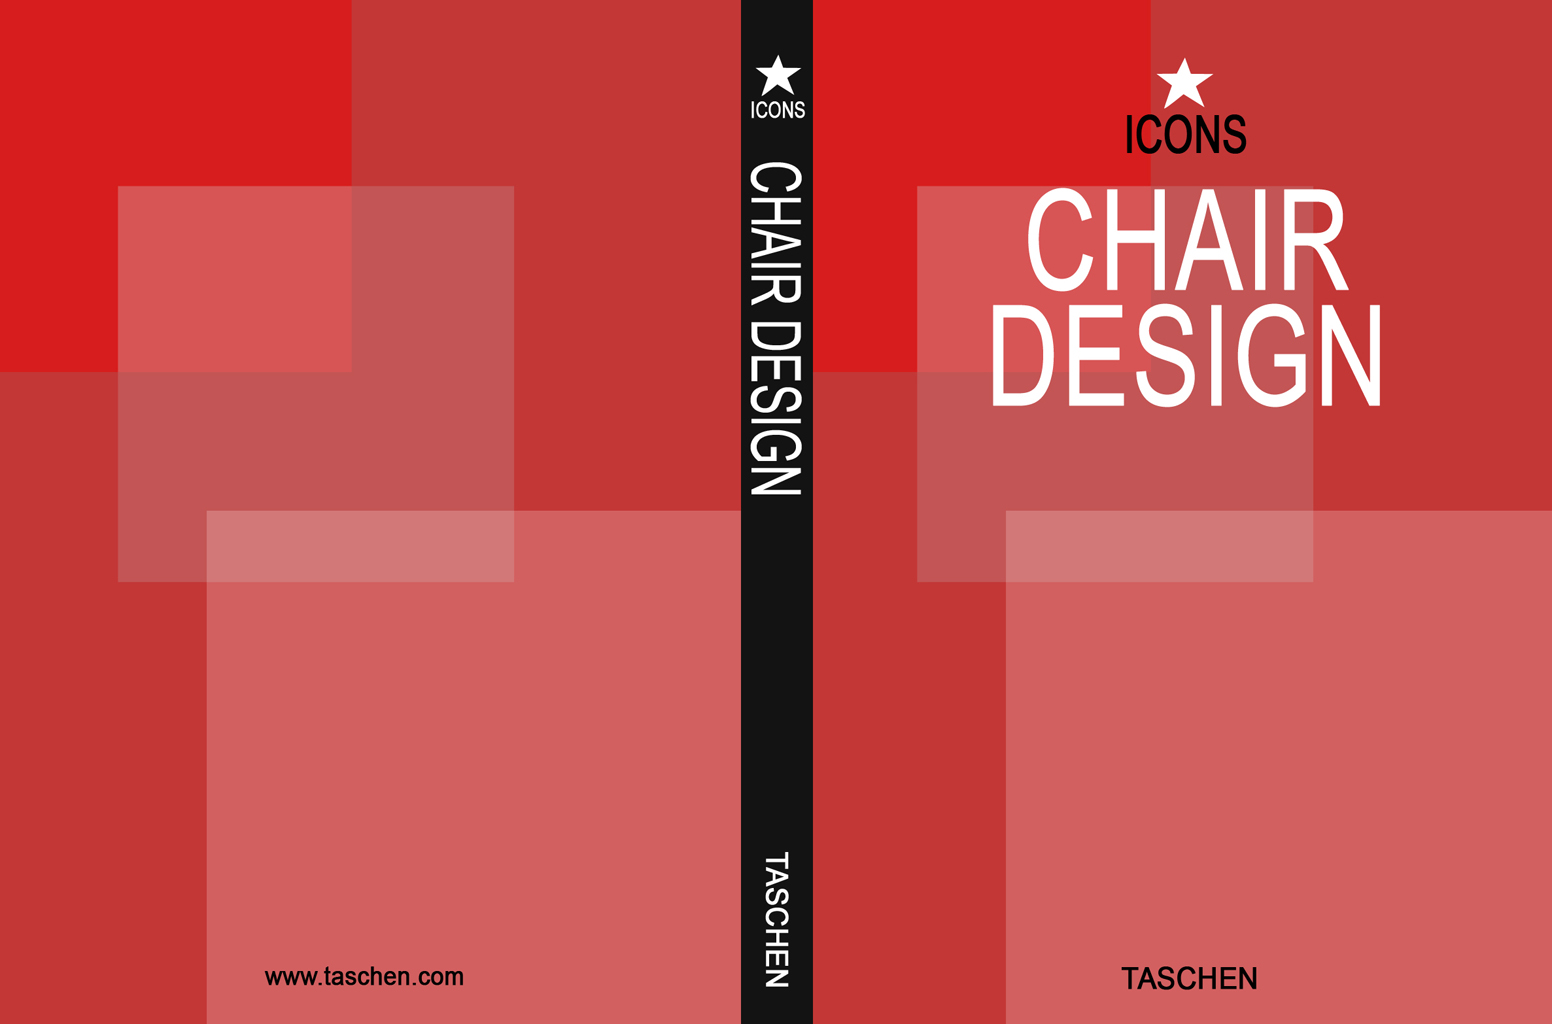 www.taschen.com
ICONS
CHAIR DESIGN
TASCHEN
ICONS
CHAIR
DESIGN
TASCHEN